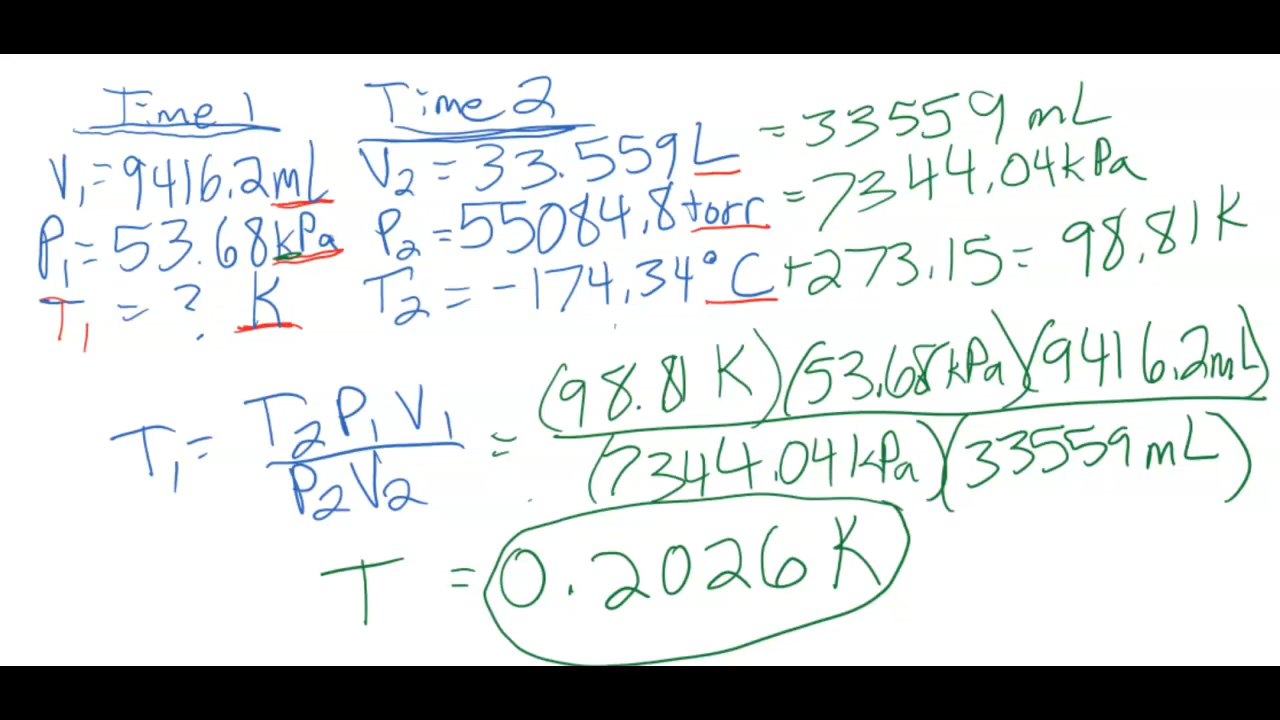 Time 1 Time 2
V₁ = 9416.2 mL V₂ = 33.559 L = 33559 mL
P₁ = 53.68 kPa P₂ = 55084.8 torr = 7344.04 kPa
T₁ = ? K T₂ = -174.34°C + 273.15 = 98.81 K
T₁ = T₂P₁V₁ / P₂V₂ = (98.81 K)(53.68 kPa)(9416.2 mL) / (7344.04 kPa)(33559 mL)
T = 0.2026 K